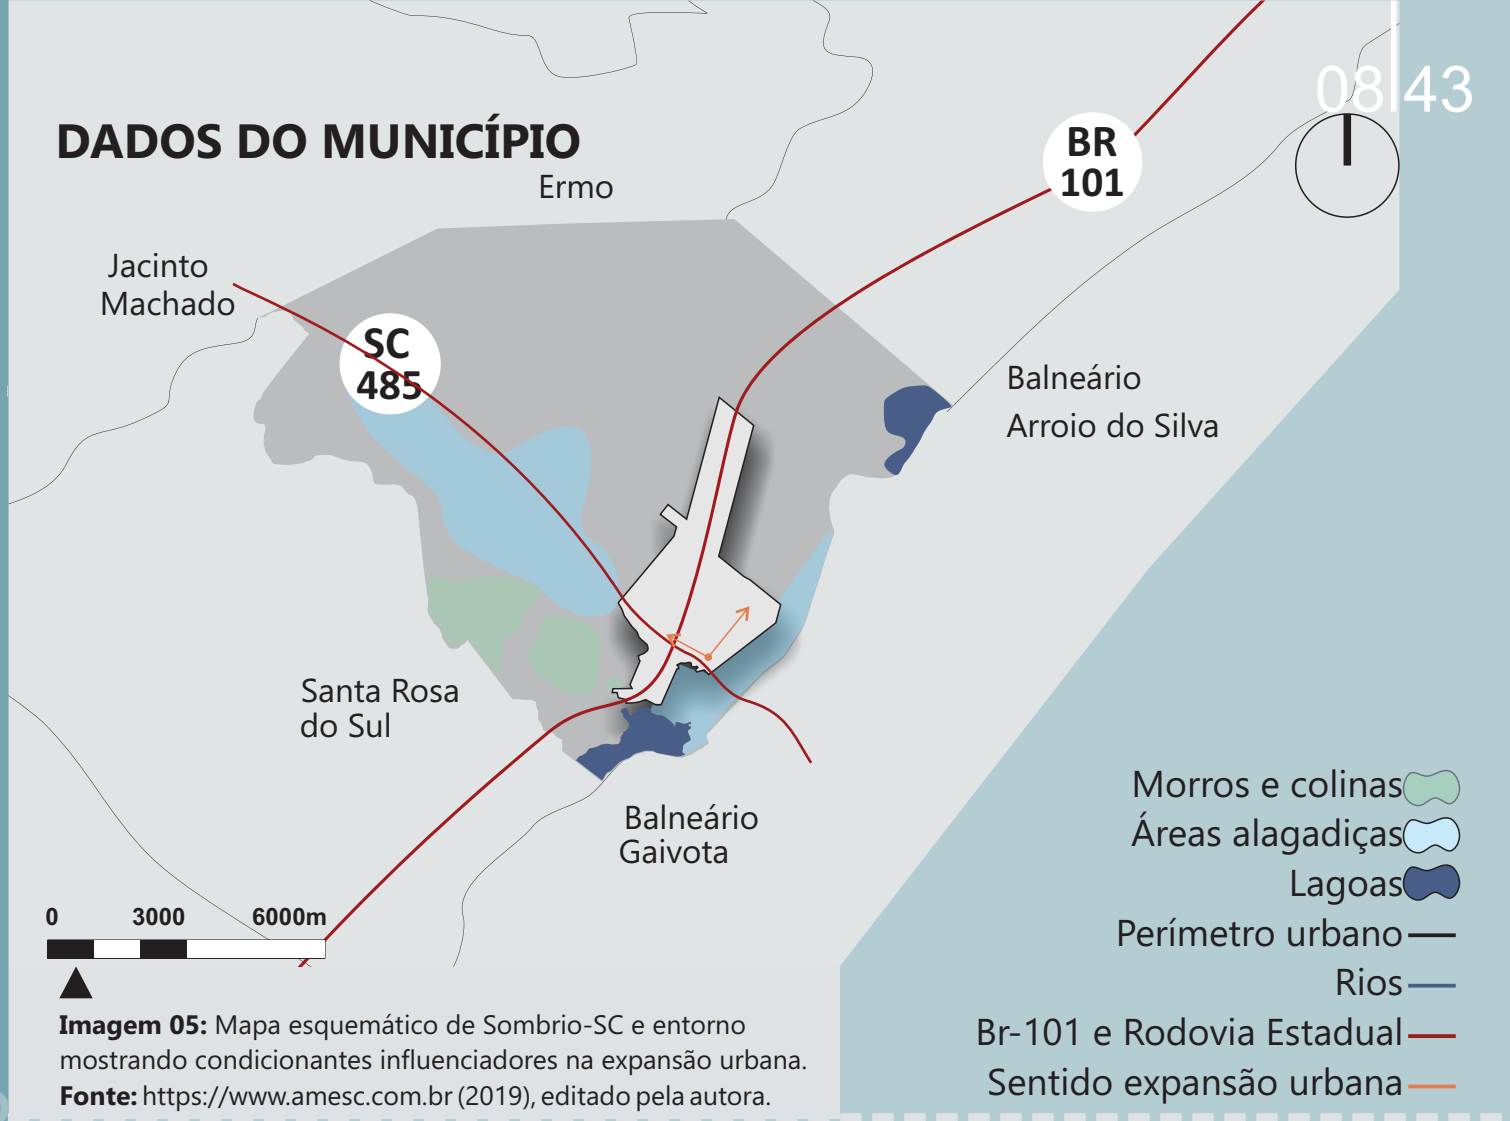 08|43
DADOS DO MUNICÍPIO
Ermo
BR
101
Jacinto
Machado
SC
485
Balneário
Arroio do Silva
Santa Rosa
do Sul
Balneário
Gaivota
Morros e colinas
Áreas alagadiças
Lagoas
Perímetro urbano
Rios
Br-101 e Rodovia Estadual
Sentido expansão urbana
0 3000 6000m
Imagem 05: Mapa esquemático de Sombrio-SC e entorno
mostrando condicionantes influenciadores na expansão urbana.
Fonte: https://www.amesc.com.br (2019), editado pela autora.